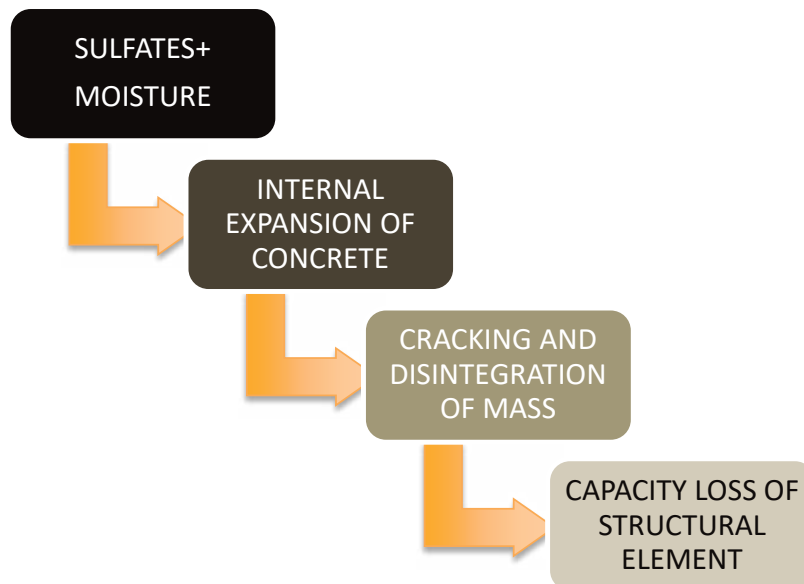 SULFATES+
MOISTURE
INTERNAL
EXPANSION OF
CONCRETE
CRACKING AND
DISINTEGRATION
OF MASS
CAPACITY LOSS OF
STRUCTURAL
ELEMENT